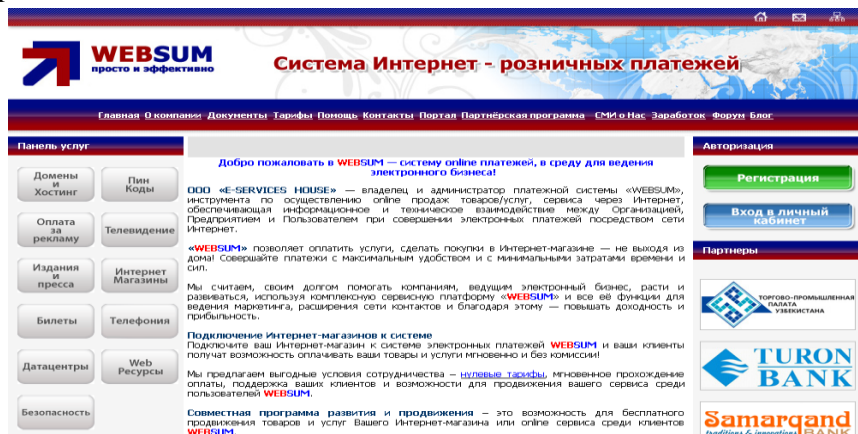 WEBSUM
просто и эффективно
Система Интернет - розничных платежей
Главная О компании Документы Тарифы Помощь Контакты Портал Партнёрская программа СМИ о Нас Заработок Форум Блог
Панель услуг
Домены
и
Хостинг
Пин
Коды
Оплата
за
рекламу
Телевидение
Издания
и
пресса
Интернет
Магазины
Билеты
Телефония
Датацентры
Web
Ресурсы
Безопасность
Добро пожаловать в WEBSUM — систему online платежей, в среду для ведения
электронного бизнеса!
ООО «E-SERVICES HOUSE» — владелец и администратор платежной системы «WEBSUM»,
инструмента по осуществлению online продаж товаров/услуг, сервиса через Интернет,
обеспечивающая информационное и техническое взаимодействие между Организацией,
Предприятием и Пользователем при совершении электронных платежей посредством сети
Интернет.
«WEBSUM» позволяет оплатить услуги, сделать покупки в Интернет-магазине — не выходя из
дома! Совершайте платежи с максимальным удобством и с минимальными затратами времени и
сил.
Мы считаем, своим долгом помогать компаниям, ведущим электронный бизнес, расти и
развиваться, используя комплексную сервисную платформу «WEBSUM» и все её функции для
ведения маркетинга, расширения сети контактов и благодаря этому — повышать доходность и
прибыльность.
Подключение Интернет-магазинов к системе
Подключите ваш Интернет-магазин к системе электронных платежей WEBSUM и ваши клиенты
получат возможность оплачивать ваши товары и услуги мгновенно и без комиссии!
Мы предлагаем выгодные условия сотрудничества – нулевые тарифы, мгновенное прохождение
оплаты, поддержка ваших клиентов и возможности для продвижения вашего сервиса среди
пользователей WEBSUM.
Совместная программа развития и продвижения – это возможность для бесплатного
продвижения товаров и услуг Вашего Интернет-магазина или online сервиса среди клиентов
WEBSUM.
Авторизация
Регистрация
Вход в личный
кабинет
Партнеры
ТОРГОВО-ПРОМЫШЛЕННАЯ
ПАЛАТА
УЗБЕКИСТАНА
TURON
BANK
Samarqand
traditions & innovations BANK